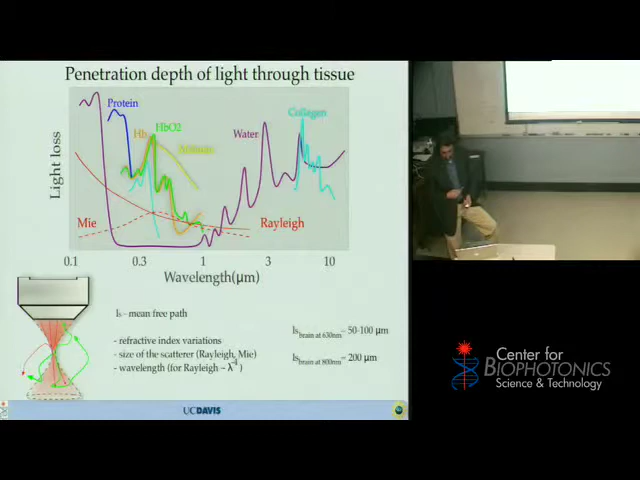 Penetration depth of light through tissue
Protein
HbO2
Hb
Collagen
Water
Melanin
Light loss
Mie
Rayleigh
0.1 0.3 1 3 10
Wavelength(µm)
ls - mean free path
- refractive index variations
- size of the scatterer (Rayleigh, Mie)
- wavelength (for Rayleigh ~ λ⁻⁴ )
ls brain at 630nm ~ 50-100 µm
ls brain at 800nm ~ 200 µm
UCDAVIS
Center for
BIOPHOTONICS
Science & Technology